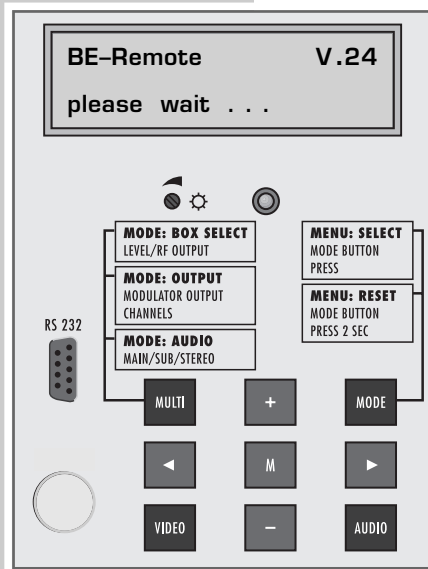 BE–Remote V.24
please wait . . .
MODE: BOX SELECT
LEVEL/RF OUTPUT
MODE: OUTPUT
MODULATOR OUTPUT
CHANNELS
MODE: AUDIO
MAIN/SUB/STEREO
MENU: SELECT
MODE BUTTON
PRESS
MENU: RESET
MODE BUTTON
PRESS 2 SEC
RS 232
MULTI + MODE
◄ M ►
VIDEO – AUDIO